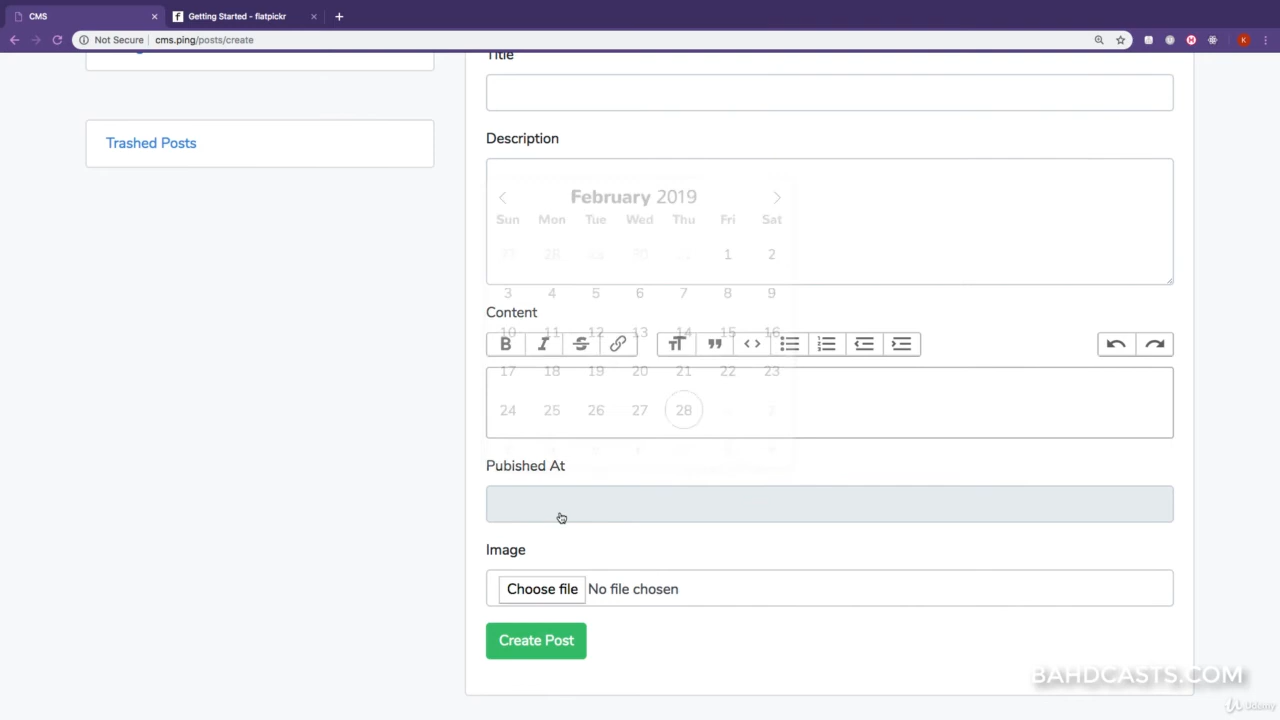 CMS
Getting Started - flatpickr
Not Secure
cms.ping/posts/create
Title
Trashed Posts
Description
February 2019
Sun Mon Tue Wed Thu Fri Sat
28 1 2
3 4 5 6 7 8 9
Content
10 11 12 13 14 15 16
17 18 19 20 21 22 23
24 25 26 27 28
Pubished At
Image
Choose file No file chosen
Create Post
BAHDCASTS.COM
Udemy